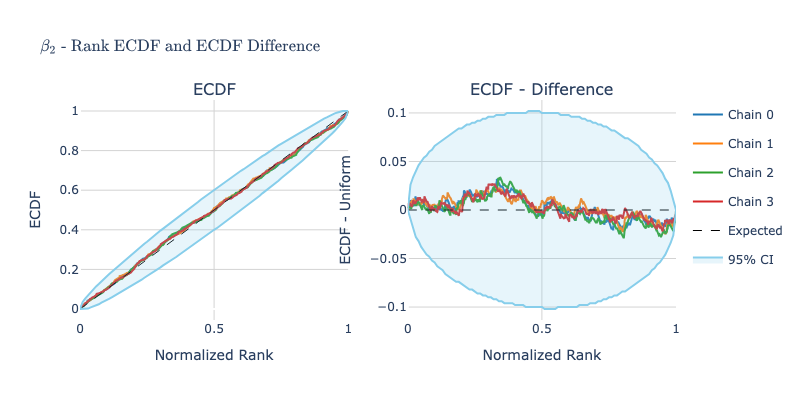 β₂ - Rank ECDF and ECDF Difference
ECDF
ECDF
1
0.8
0.6
0.4
0.2
0
0
0.5
1
Normalized Rank
ECDF - Difference
ECDF - Uniform
0.1
0.05
0
−0.05
−0.1
0
0.5
1
Normalized Rank
Chain 0
Chain 1
Chain 2
Chain 3
Expected
95% CI